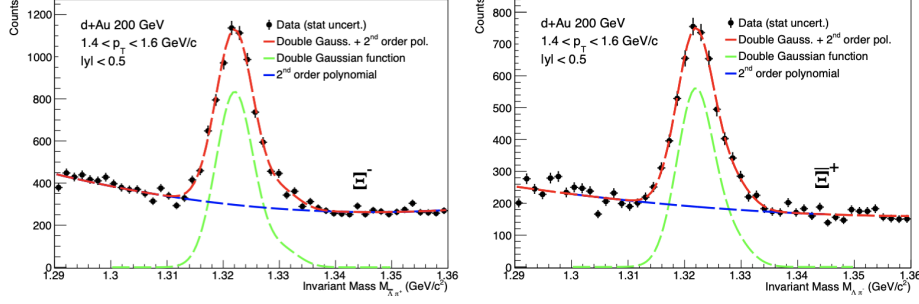 Counts
1200
1000
800
600
400
200
0
d+Au 200 GeV
1.4 < pT < 1.6 GeV/c
|y| < 0.5
Data (stat uncert.)
Double Gauss. + 2nd order pol.
Double Gaussian function
2nd order polynomial
Ξ-
1.29 1.3 1.31 1.32 1.33 1.34 1.35 1.36
Invariant Mass M (GeV/c2)
Counts
800
700
600
500
400
300
200
100
0
d+Au 200 GeV
1.4 < pT < 1.6 GeV/c
|y| < 0.5
Data (stat uncert.)
Double Gauss. + 2nd order pol.
Double Gaussian function
2nd order polynomial
Ξ̅+
1.29 1.3 1.31 1.32 1.33 1.34 1.35 1.36
Invariant Mass M (GeV/c2)